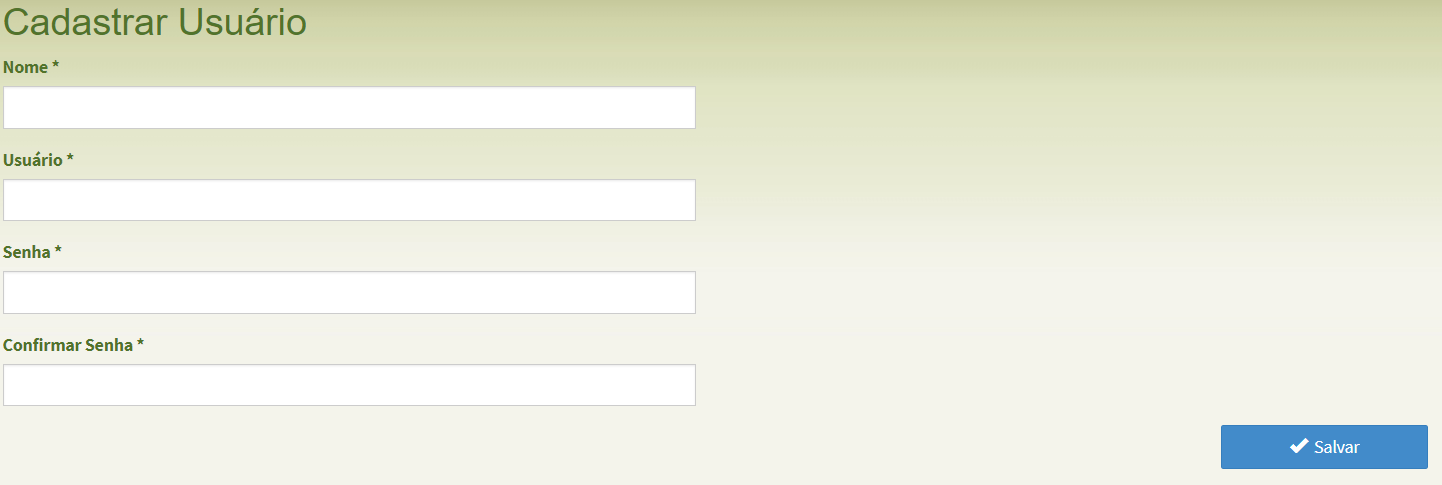 Cadastrar Usuário
Nome *
Usuário *
Senha *
Confirmar Senha *
Salvar